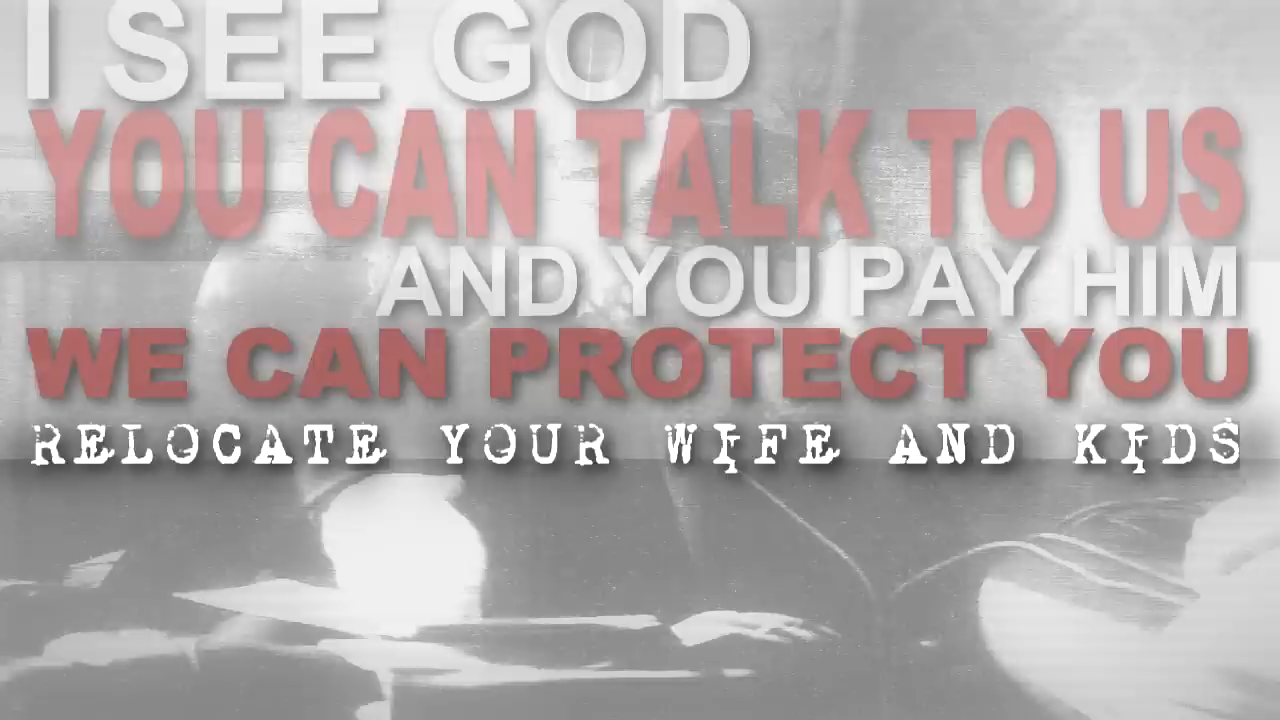 I SEE GOD
YOU CAN TALK TO US
AND YOU PAY HIM
WE CAN PROTECT YOU
RELOCATE YOUR WIFE AND KIDS